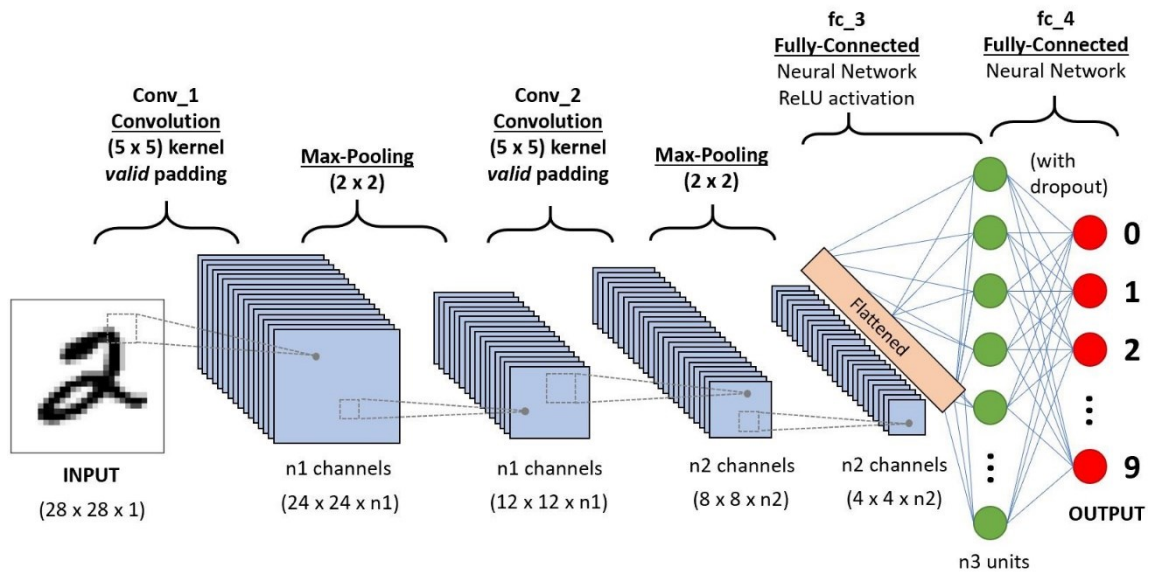 fc_3
Fully-Connected
Neural Network
ReLU activation
fc_4
Fully-Connected
Neural Network
Conv_1
Convolution
(5 x 5) kernel
valid padding
Max-Pooling
(2 x 2)
Conv_2
Convolution
(5 x 5) kernel
valid padding
Max-Pooling
(2 x 2)
(with
dropout)
Flattened
0
1
2
9
INPUT
(28 x 28 x 1)
n1 channels
(24 x 24 x n1)
n1 channels
(12 x 12 x n1)
n2 channels
(8 x 8 x n2)
n2 channels
(4 x 4 x n2)
OUTPUT
n3 units
2